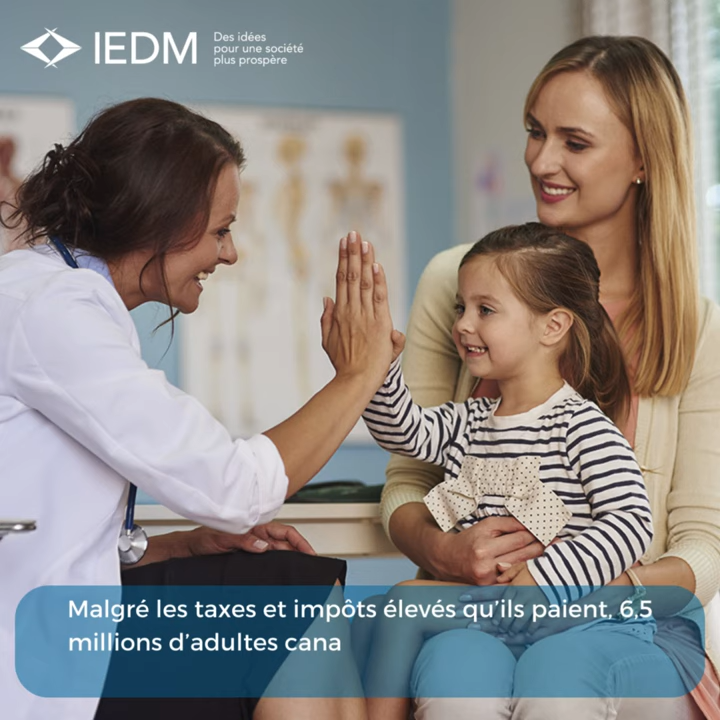 IEDM
Des idées
pour une société
plus prospère
Malgré les taxes et impôts élevés qu'ils paient, 6,5
millions d'adultes cana